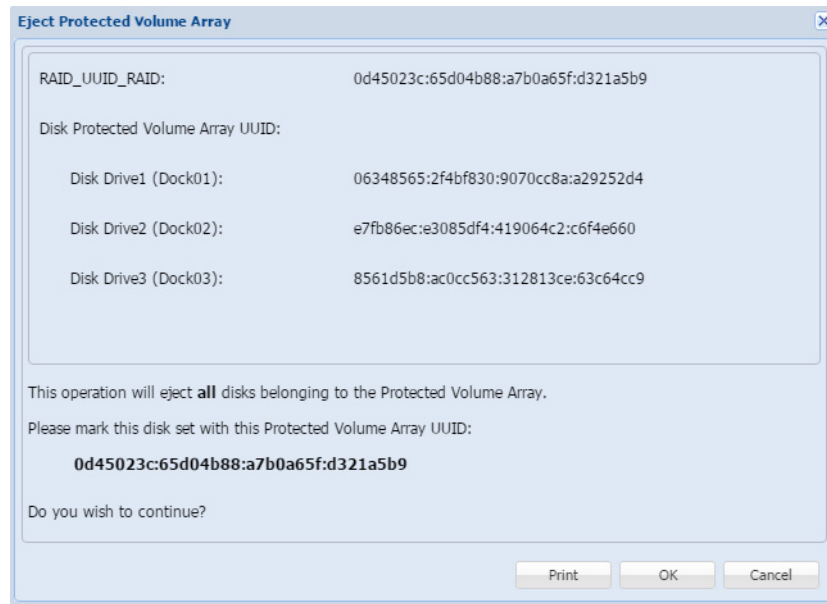 Eject Protected Volume Array
RAID_UUID_RAID: 0d45023c:65d04b88:a7b0a65f:d321a5b9
Disk Protected Volume Array UUID:
Disk Drive1 (Dock01): 06348565:2f4bf830:9070cc8a:a29252d4
Disk Drive2 (Dock02): e7fb86ec:e3085df4:419064c2:c6f4e660
Disk Drive3 (Dock03): 8561d5b8:ac0cc563:312813ce:63c64cc9
This operation will eject all disks belonging to the Protected Volume Array.
Please mark this disk set with this Protected Volume Array UUID:
0d45023c:65d04b88:a7b0a65f:d321a5b9
Do you wish to continue?
Print OK Cancel